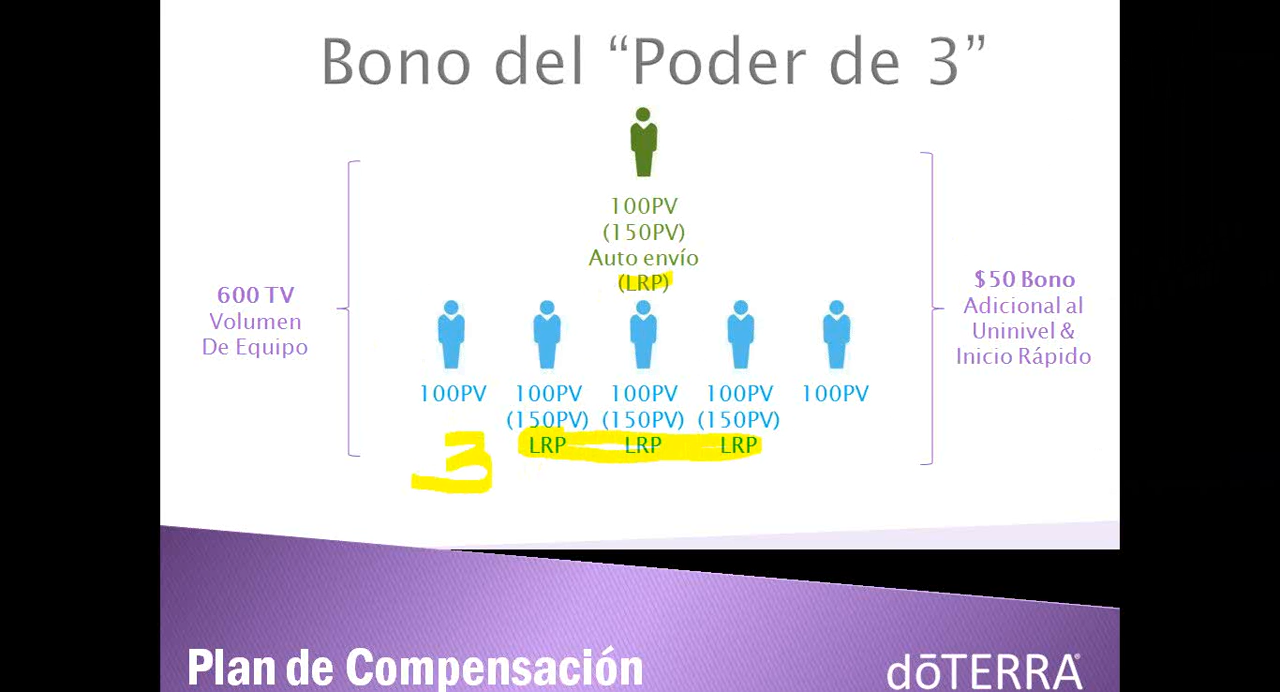 Bono del “Poder de 3”
100PV
(150PV)
Auto envío
(LRP)
600 TV
Volumen
De Equipo
$50 Bono
Adicional al
Uninivel &
Inicio Rápido
100PV 100PV 100PV 100PV 100PV
(150PV) (150PV) (150PV)
LRP LRP LRP
3
Plan de Compensación
dōTERRA®